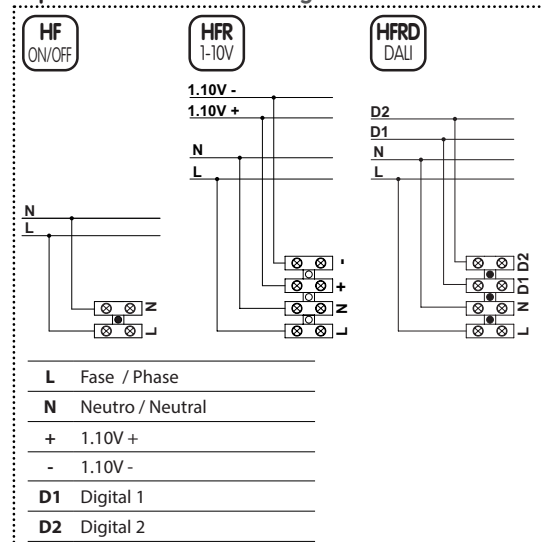 HF
ON/OFF
HFR
1-10V
HFRD
DALI
1.10V -
1.10V +
N
L
D2
D1
N
L
N
L
N
L
-
+
N
L
D2
D1
N
L
L Fase / Phase
N Neutro / Neutral
+ 1.10V +
- 1.10V -
D1 Digital 1
D2 Digital 2